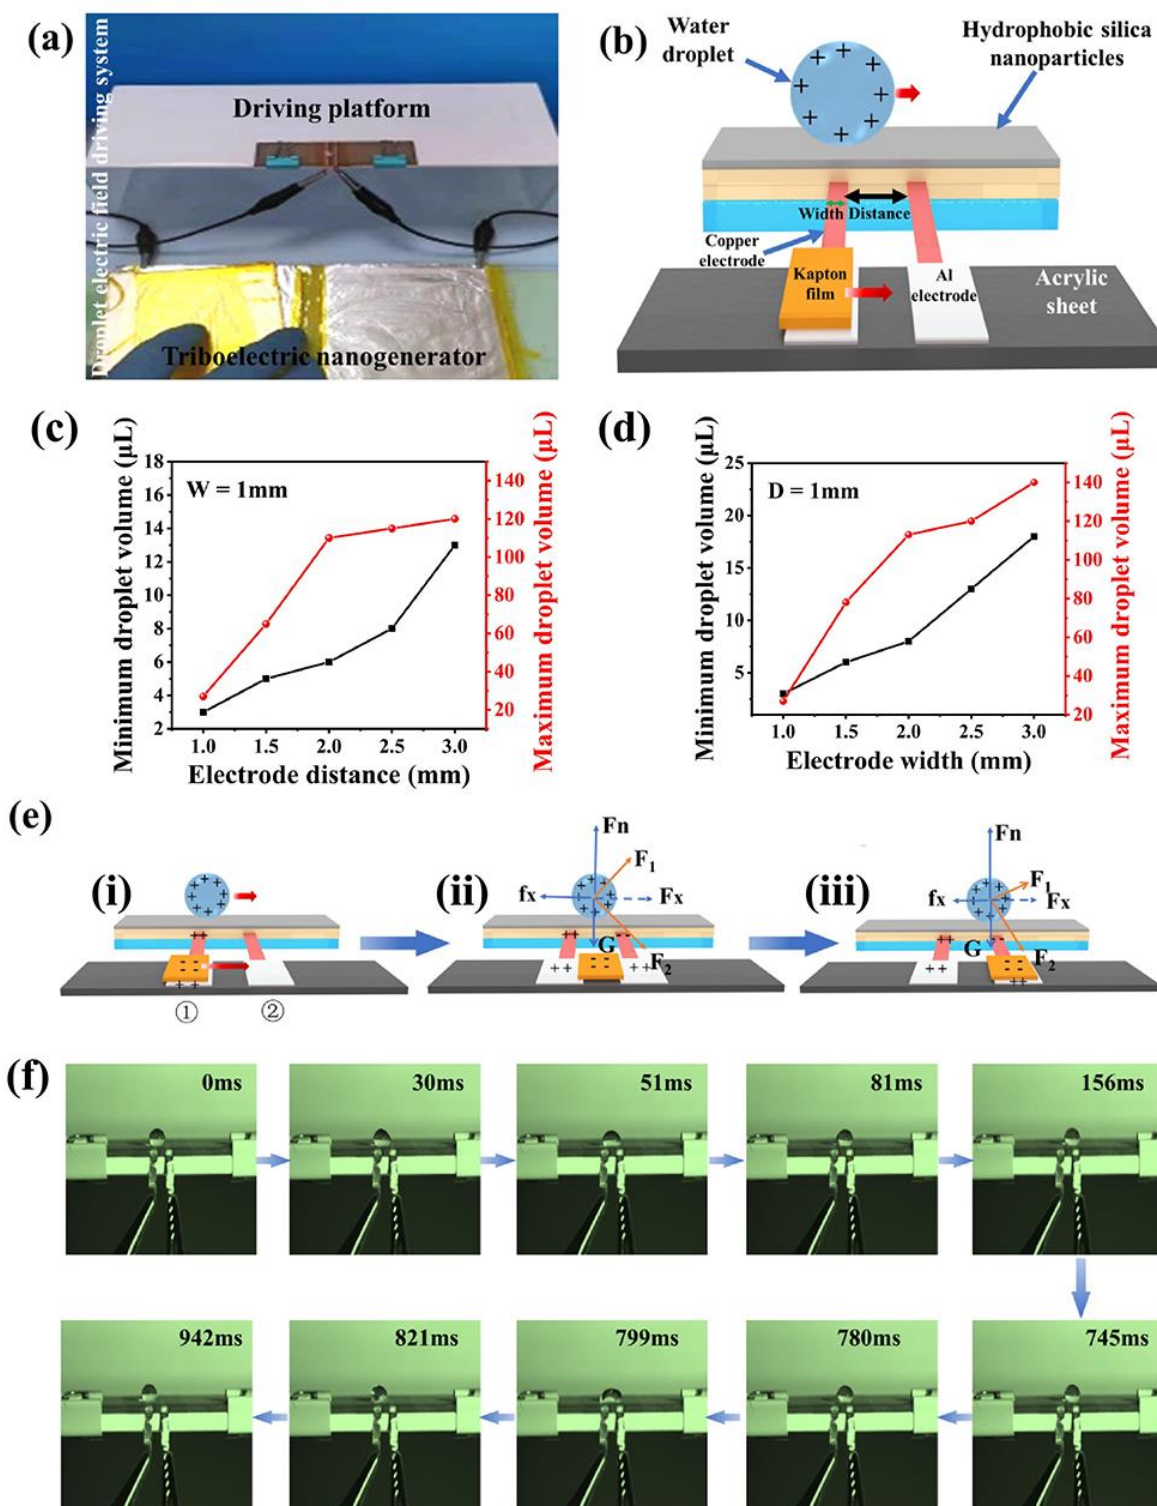 (a)
Droplet electric field driving system
Driving platform
Triboelectric nanogenerator
(b)
Water
droplet
Hydrophobic silica
nanoparticles
+ + + + + + + +
Width Distance
Copper
electrode
Kapton
film
Al
electrode
Acrylic
sheet
(c)
Minimum droplet volume (µL)
18
16
14
12
10
8
6
4
2
W = 1mm
140
120
100
80
60
40
20
Maximum droplet volume (µL)
1.0 1.5 2.0 2.5 3.0
Electrode distance (mm)
(d)
Minimum droplet volume (µL)
25
20
15
10
5
D = 1mm
140
120
100
80
60
40
20
Maximum droplet volume (µL)
1.0 1.5 2.0 2.5 3.0
Electrode width (mm)
(e)
(i)
++
++
① ②
(ii)
Fn
F1
fx
Fx
++
G
F2
++
++
(iii)
Fn
F1
fx
Fx
++
G
F2
++
++
(f)
0ms
30ms
51ms
81ms
156ms
942ms
821ms
799ms
780ms
745ms